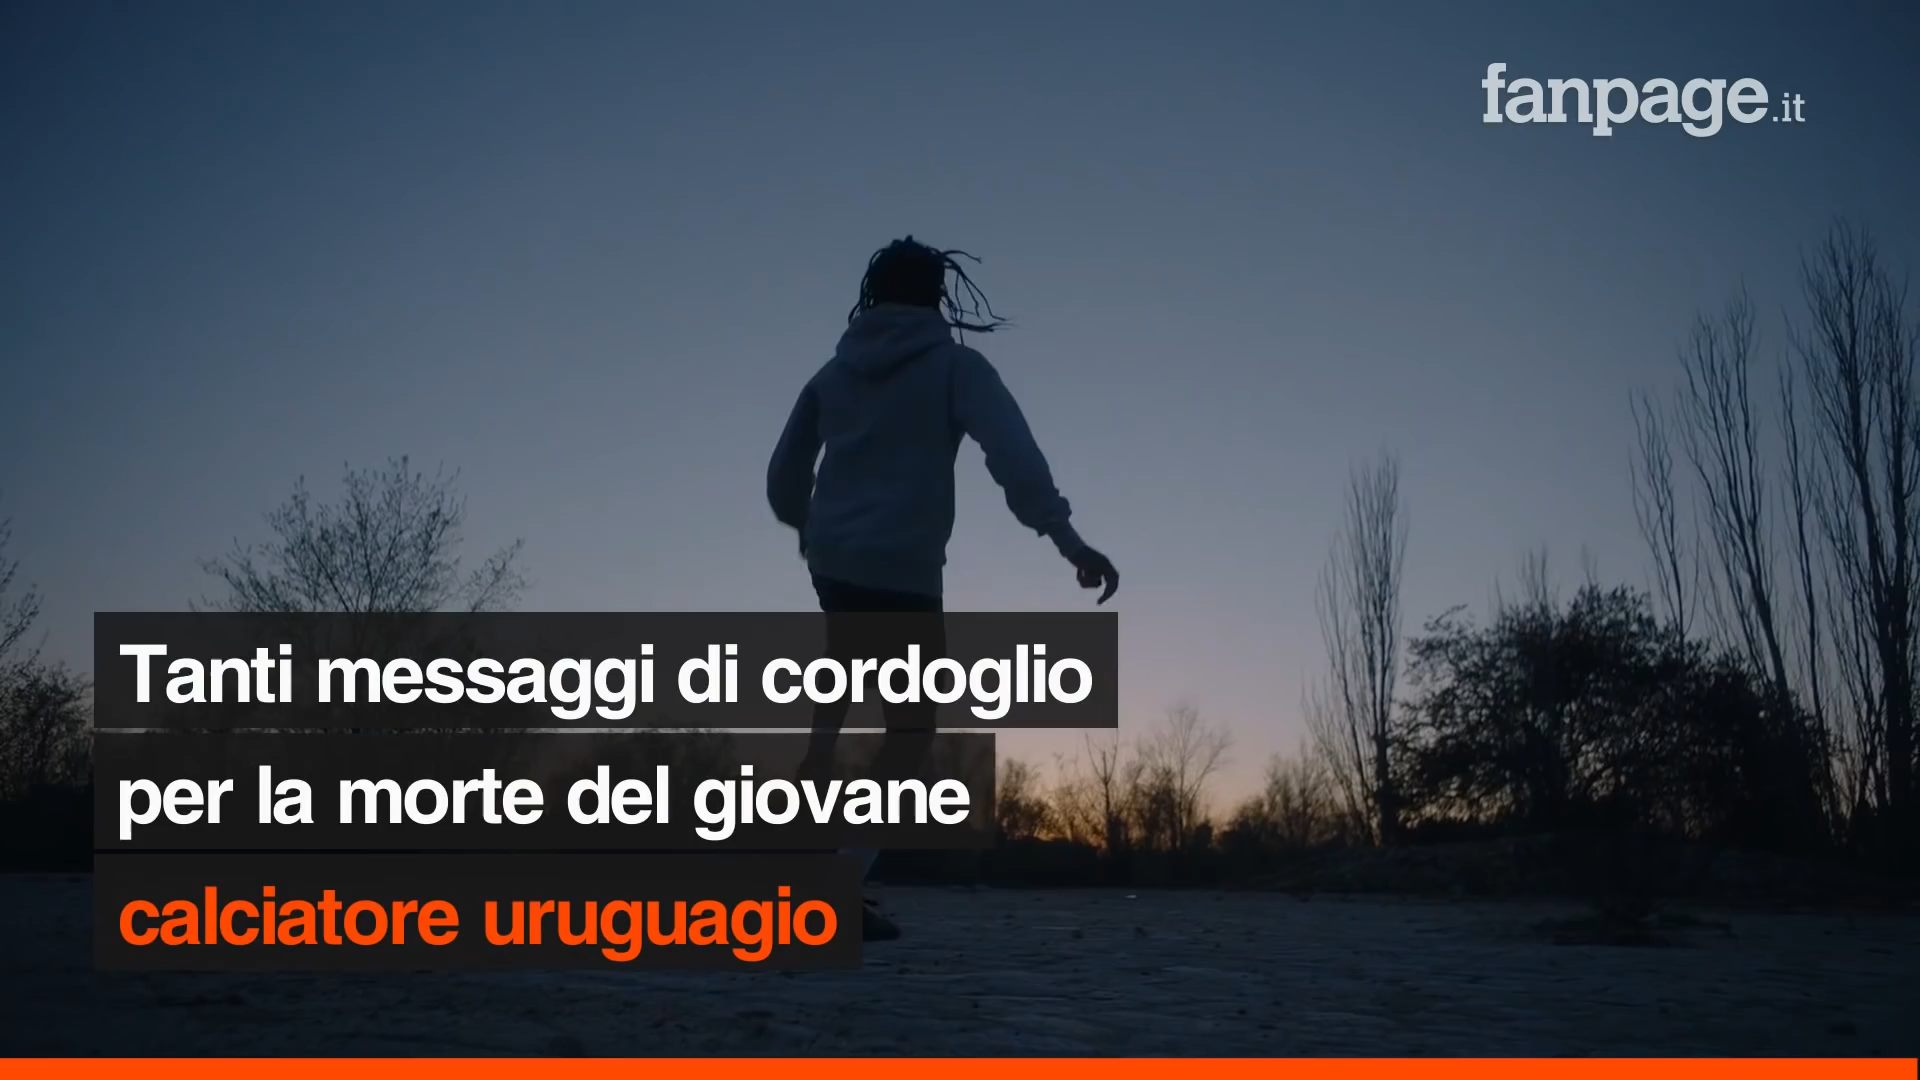 fanpage.it
Tanti messaggi di cordoglio
per la morte del giovane
calciatore uruguagio